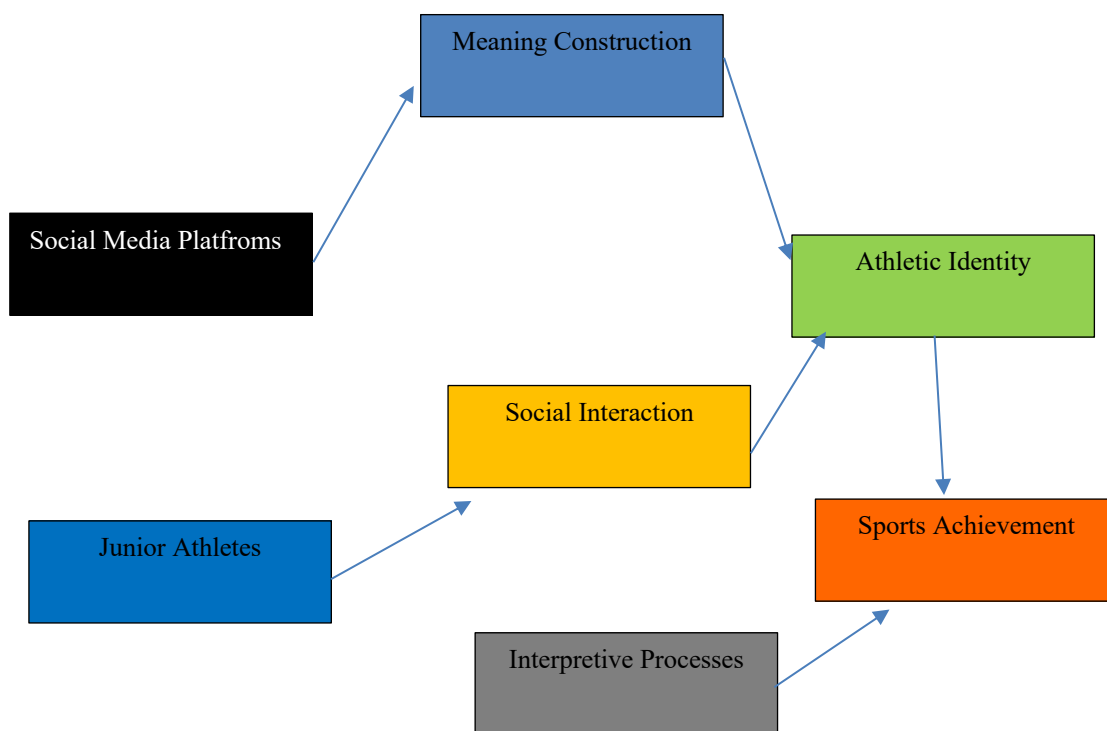 Meaning Construction
Social Media Platfroms
Athletic Identity
Social Interaction
Sports Achievement
Junior Athletes
Interpretive Processes